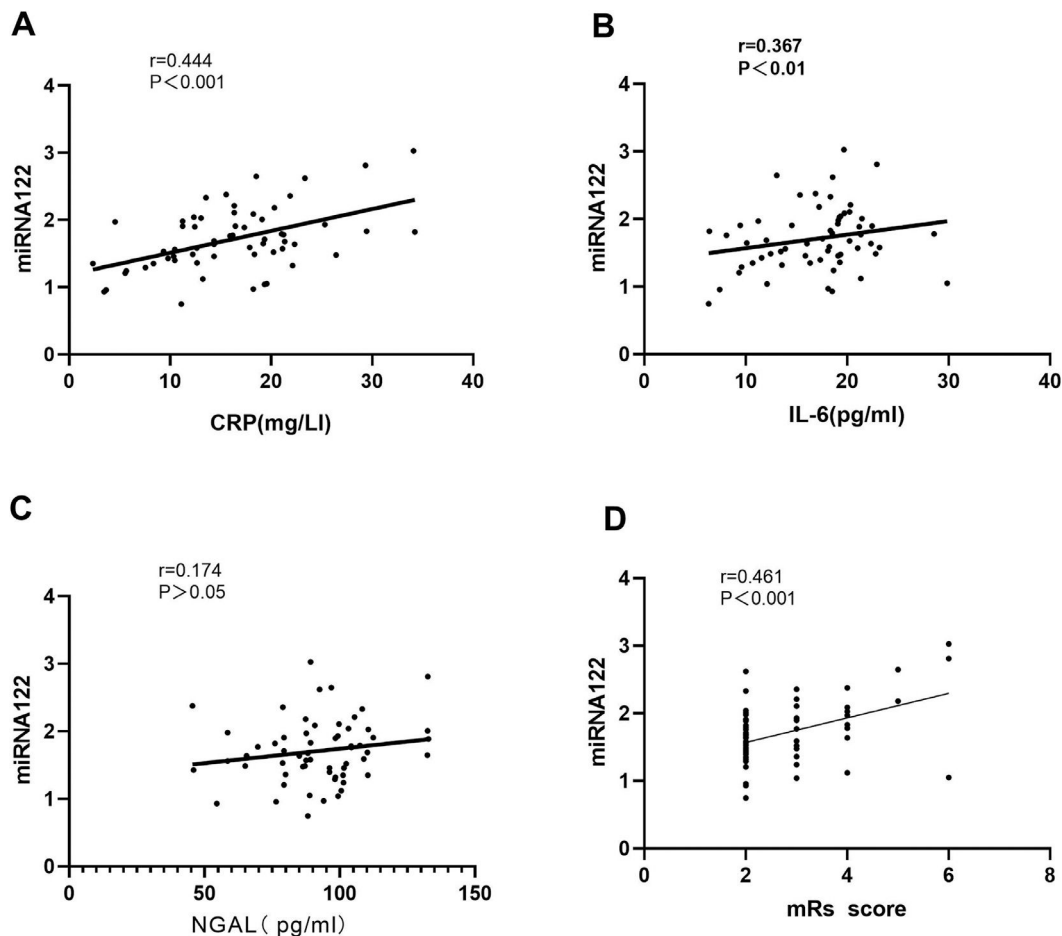 A
r=0.444
P<0.001
4
3
2
1
0
miRNA122
0 10 20 30 40
CRP(mg/LI)
B
r=0.367
P<0.01
4
3
2
1
0
miRNA122
0 10 20 30 40
IL-6(pg/ml)
C
r=0.174
P>0.05
4
3
2
1
0
miRNA122
0 50 100 150
NGAL( pg/ml)
D
r=0.461
P<0.001
4
3
2
1
0
miRNA122
0 2 4 6 8
mRs score